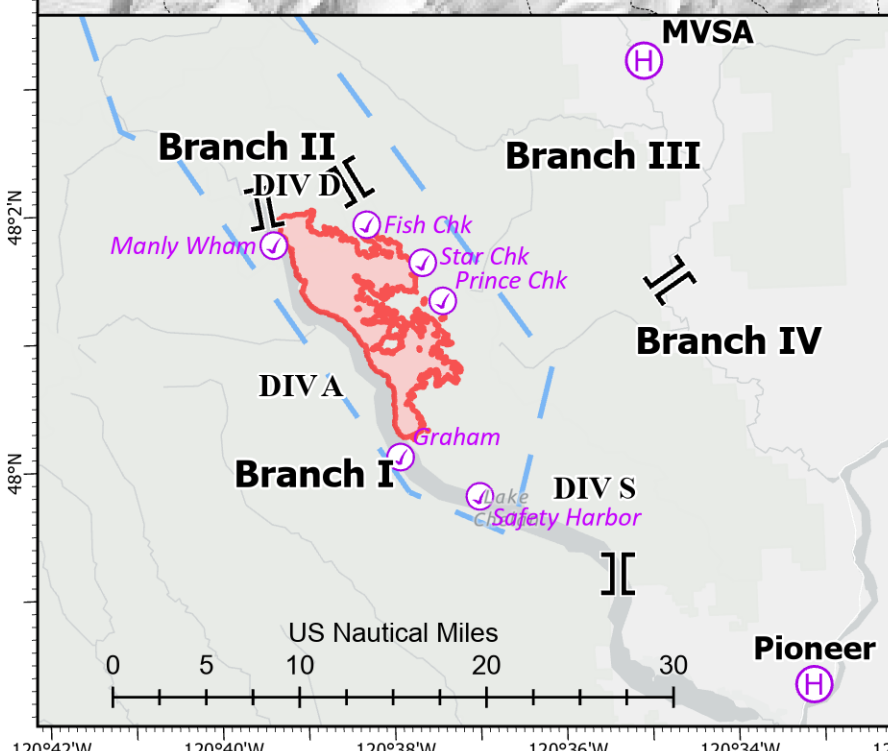 MVSA
H
Branch II
Branch III
DIV D
48°2'N
Fish Chk
Manly Wham
Star Chk
Prince Chk
Branch IV
DIV A
Graham
48°N
Branch I
DIV S
Lake
Safety Harbor
US Nautical Miles
Pioneer
0 5 10 20 30
H
120°42'W 120°40'W 120°38'W 120°36'W 120°34'W